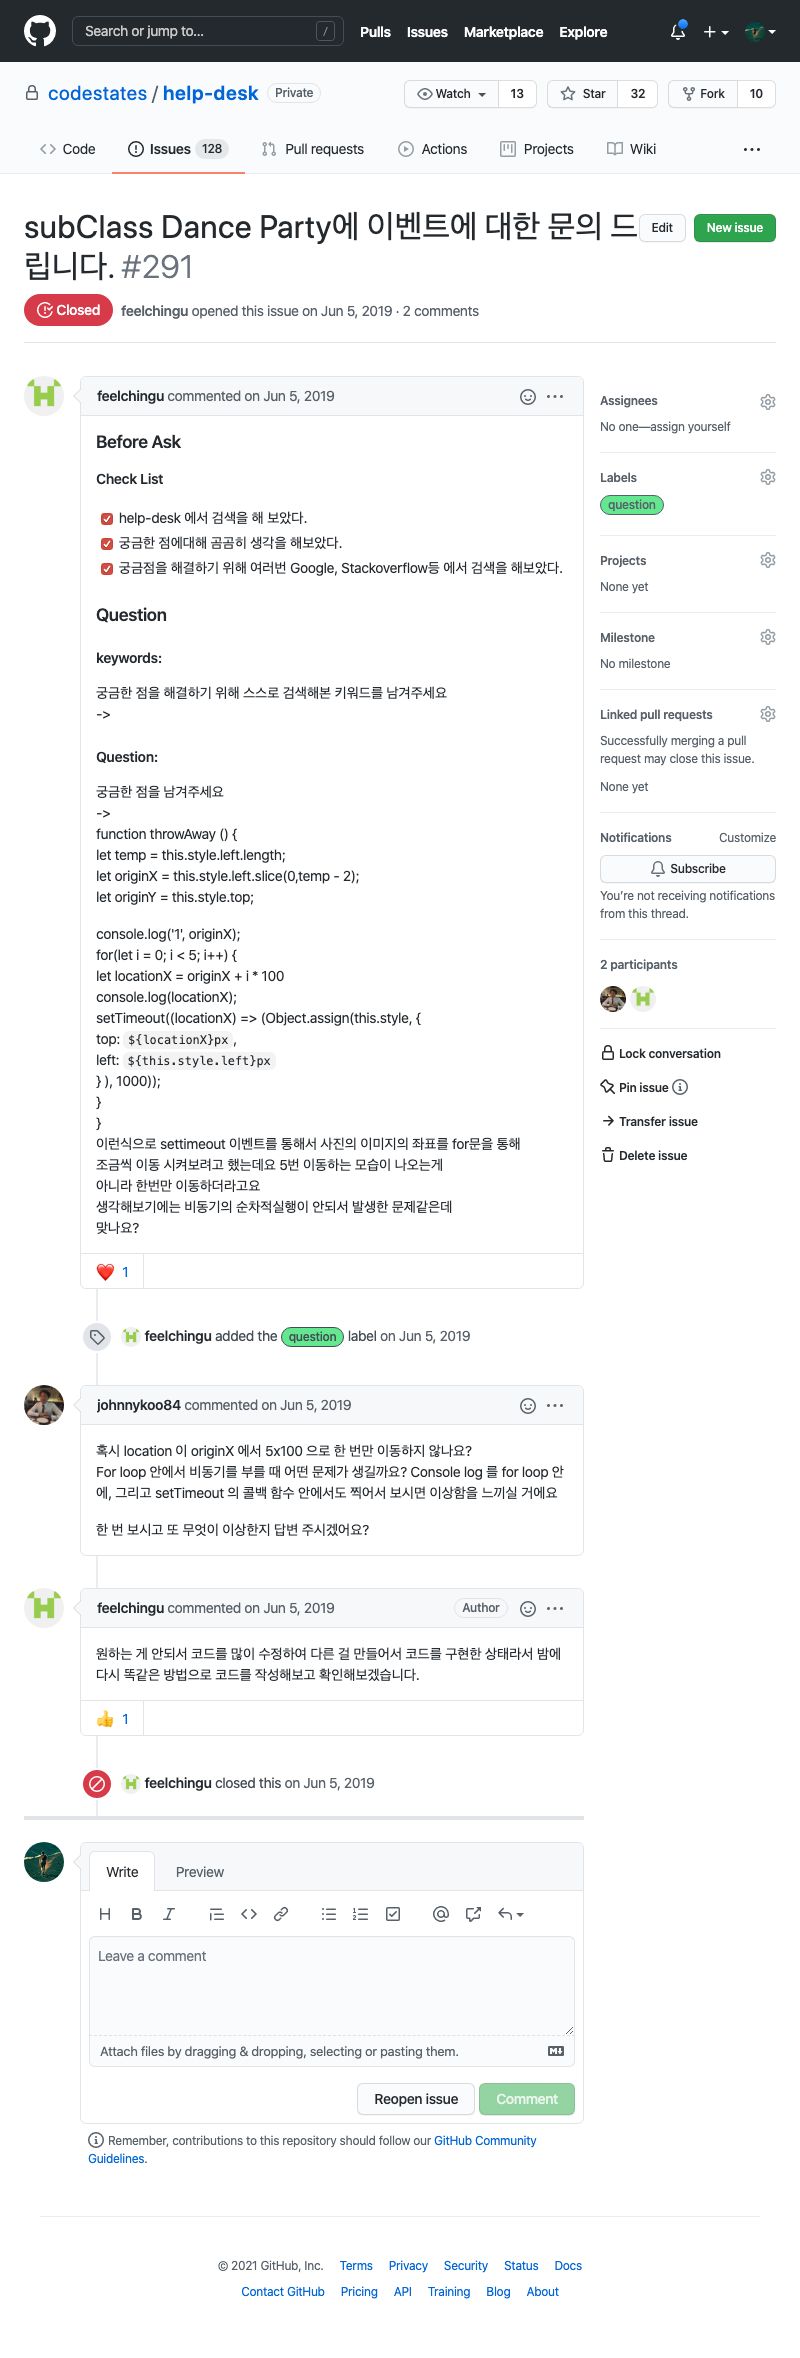 Search or jump to... /
Pulls Issues Marketplace Explore
codestates / help-desk Private
Watch 13 Star 32 Fork 10
Code Issues 128 Pull requests Actions Projects Wiki
subClass Dance Party에 이벤트에 대한 문의 드
립니다. #291
Edit New issue
Closed feelchingu opened this issue on Jun 5, 2019 · 2 comments
feelchingu commented on Jun 5, 2019
Before Ask
Check List
help-desk 에서 검색을 해 보았다.
궁금한 점에대해 곰곰히 생각을 해보았다.
궁금점을 해결하기 위해 여러번 Google, Stackoverflow등 에서 검색을 해보았다.
Question
keywords:
궁금한 점을 해결하기 위해 스스로 검색해본 키워드를 남겨주세요
->
Question:
궁금한 점을 남겨주세요
->
function throwAway () {
let temp = this.style.left.length;
let originX = this.style.left.slice(0,temp - 2);
let originY = this.style.top;
console.log('1', originX);
for(let i = 0; i < 5; i++) {
let locationX = originX + i * 100
console.log(locationX);
setTimeout((locationX) => (Object.assign(this.style, {
top: ${locationX}px ,
left: ${this.style.left}px
} ), 1000));
}
}
이런식으로 settimeout 이벤트를 통해서 사진의 이미지의 좌표를 for문을 통해
조금씩 이동 시켜보려고 했는데요 5번 이동하는 모습이 나오는게
아니라 한번만 이동하더라고요
생각해보기에는 비동기의 순차적실행이 안되서 발생한 문제같은데
맞나요?
❤️ 1
feelchingu added the question label on Jun 5, 2019
johnnykoo84 commented on Jun 5, 2019
혹시 location 이 originX 에서 5x100 으로 한 번만 이동하지 않나요?
For loop 안에서 비동기를 부를 때 어떤 문제가 생길까요? Console log 를 for loop 안
에, 그리고 setTimeout 의 콜백 함수 안에서도 찍어서 보시면 이상함을 느끼실 거에요
한 번 보시고 또 무엇이 이상한지 답변 주시겠어요?
feelchingu commented on Jun 5, 2019 Author
원하는 게 안되서 코드를 많이 수정하여 다른 걸 만들어서 코드를 구현한 상태라서 밤에
다시 똑같은 방법으로 코드를 작성해보고 확인해보겠습니다.
👍 1
feelchingu closed this on Jun 5, 2019
Write Preview
Leave a comment
Attach files by dragging & dropping, selecting or pasting them.
Reopen issue Comment
Remember, contributions to this repository should follow our GitHub Community
Guidelines.
Assignees
No one—assign yourself
Labels
question
Projects
None yet
Milestone
No milestone
Linked pull requests
Successfully merging a pull
request may close this issue.
None yet
Notifications Customize
Subscribe
You're not receiving notifications
from this thread.
2 participants
Lock conversation
Pin issue
Transfer issue
Delete issue
© 2021 GitHub, Inc. Terms Privacy Security Status Docs
Contact GitHub Pricing API Training Blog About